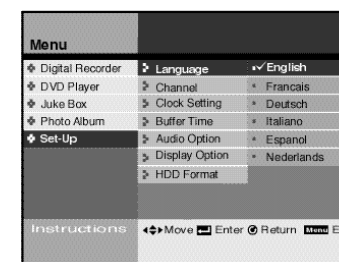 Menu
Digital Recorder
DVD Player
Juke Box
Photo Album
Set-Up
Language
Channel
Clock Setting
Buffer Time
Audio Option
Display Option
HDD Format
English
Francais
Deutsch
Italiano
Espanol
Nederlands
Instructions
Move Enter Return Menu E